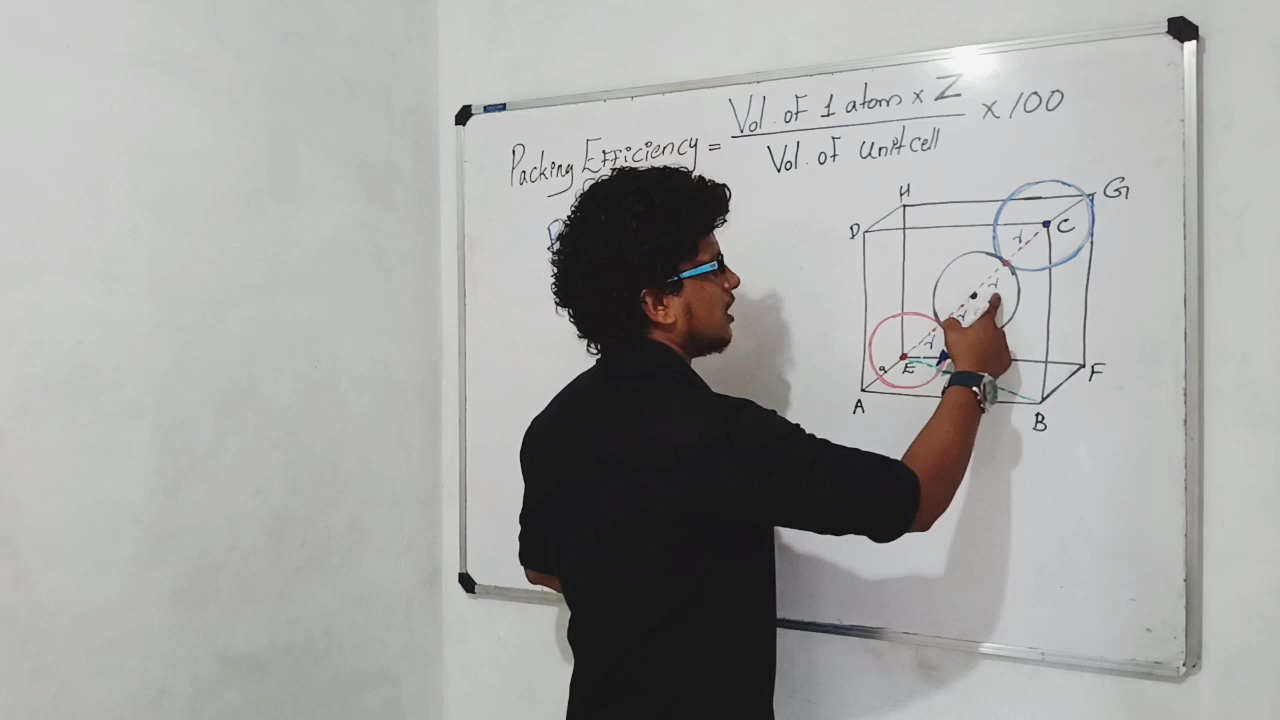 Vol. of 1 atom x Z
Packing Efficiency = x 100
Vol. of unit cell
H
G
D
C
r
r
r
r
a
E
F
A
B